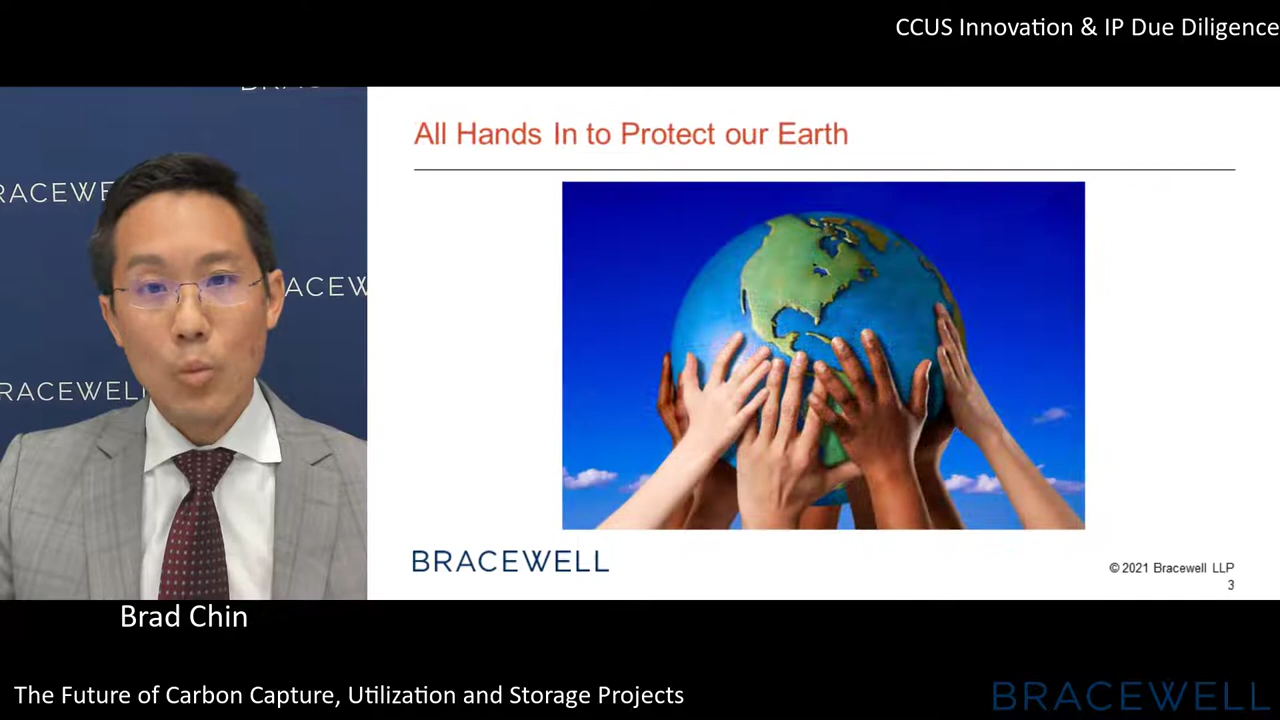 CCUS Innovation & IP Due Diligence
BRACEWELL
All Hands In to Protect our Earth
BRACEWELL
© 2021 Bracewell LLP
3
Brad Chin
The Future of Carbon Capture, Utilization and Storage Projects
BRACEWELL